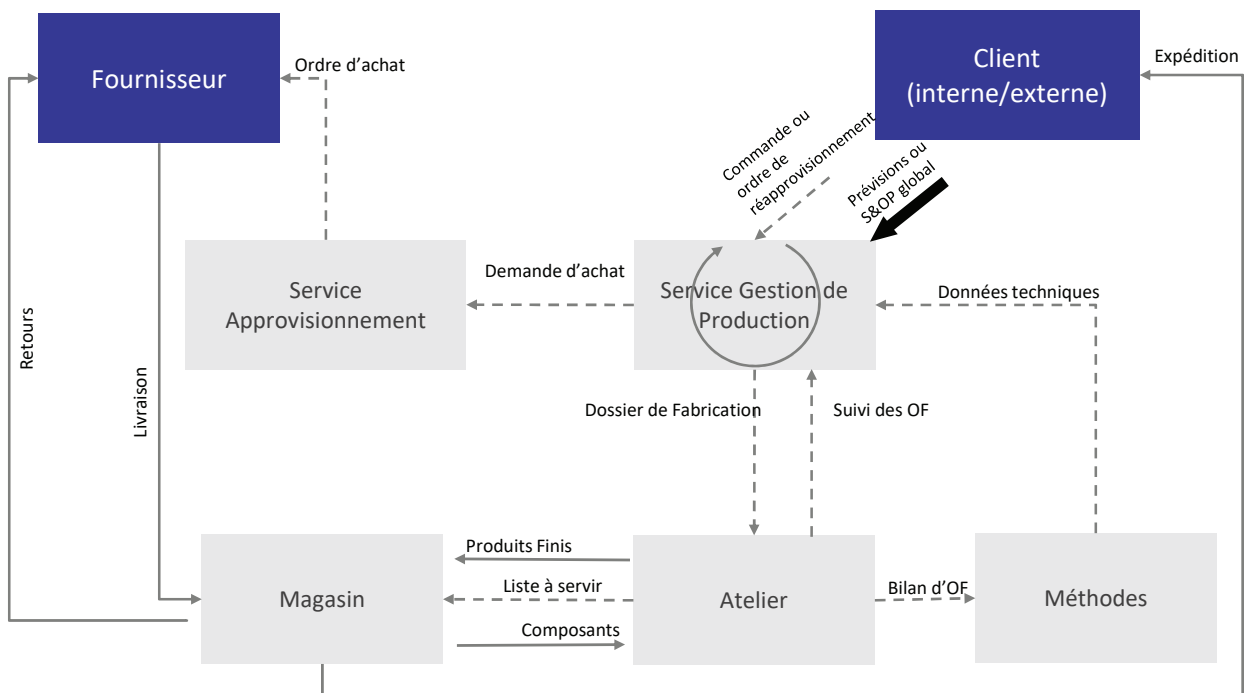 Fournisseur
Ordre d’achat
Client
(interne/externe)
Expédition
Commande ou
ordre de
réapprovisionnement
Prévisions ou
S&OP global
Service
Approvisionnement
Demande d’achat
Service Gestion de
Production
Données techniques
Retours
Livraison
Dossier de Fabrication
Suivi des OF
Magasin
Produits Finis
Liste à servir
Composants
Atelier
Bilan d’OF
Méthodes